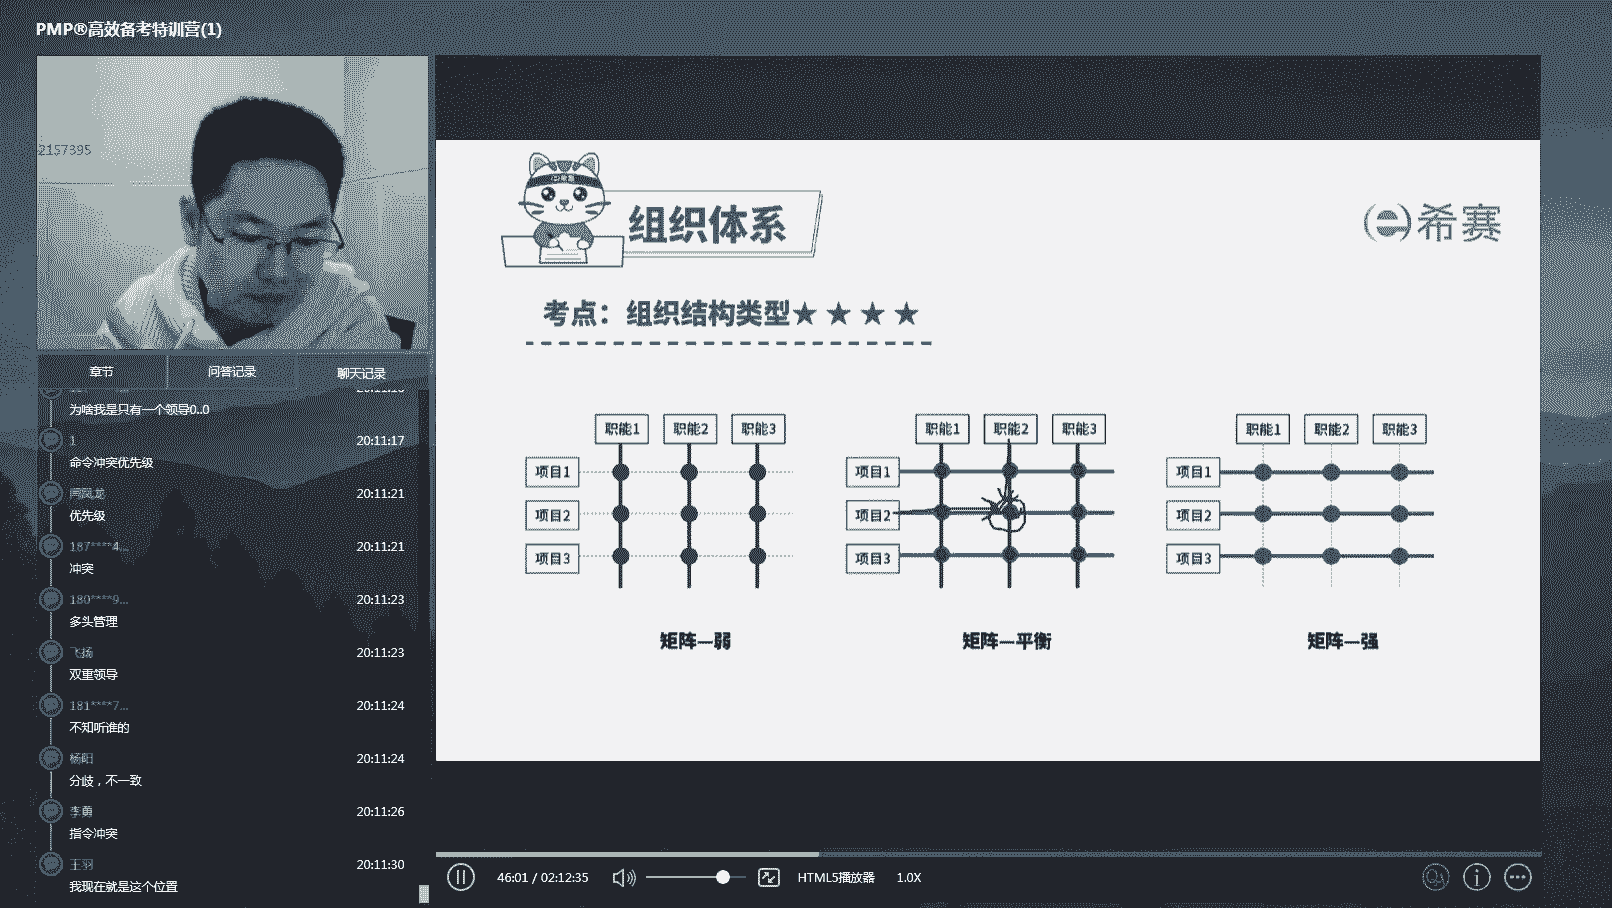 PMP®高效备考特训营(1)
2157395
章节
问答记录
聊天记录
为啥我是只有一个领导0..0
1
20:11:17
命令冲突优先级
20:11:21
优先级
187****4...
20:11:21
冲突
180****9...
20:11:23
多头管理
飞扬
20:11:23
双重领导
181****7...
20:11:24
不知听谁的
杨阳
20:11:24
分歧，不一致
李勇
20:11:26
指令冲突
王羽
20:11:30
我现在就是这个位置
组织体系
希赛
考点：组织结构类型★★★★
职能1
职能2
职能3
项目1
项目2
项目3
矩阵—弱
职能1
职能2
职能3
项目1
项目2
项目3
矩阵—平衡
职能1
职能2
职能3
项目1
项目2
项目3
矩阵—强
46:01 / 02:12:35
HTML5播放器
1.0X